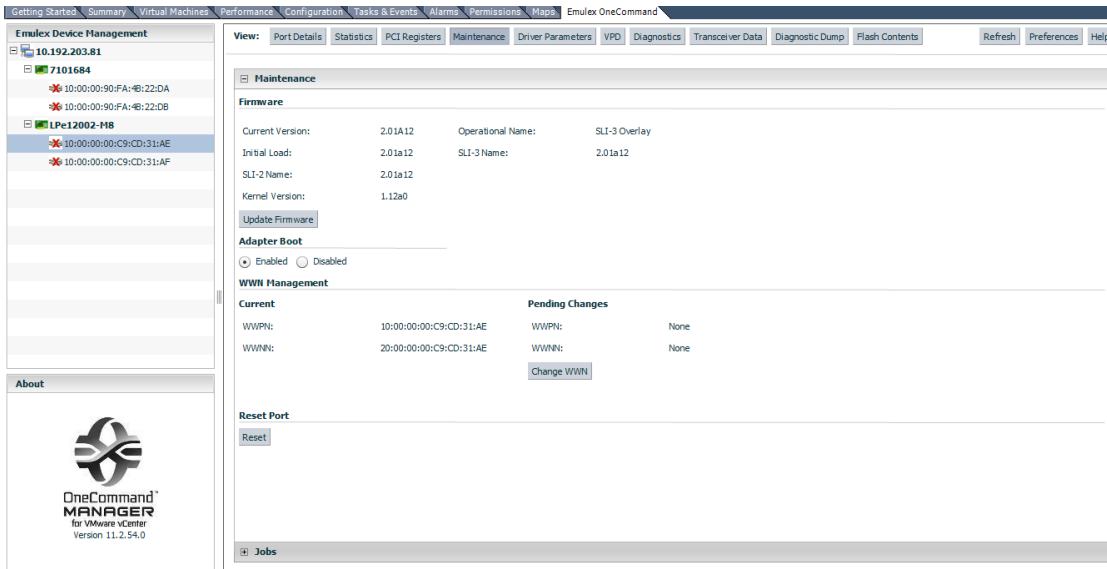 Getting Started Summary Virtual Machines Performance Configuration Tasks & Events Alarms Permissions Maps Emulex OneCommand
Emulex Device Management
10.192.203.81
7101684
10:00:00:90:FA:4B:22:DA
10:00:00:90:FA:4B:22:DB
LPe12002-M8
10:00:00:00:C9:CD:31:AE
10:00:00:00:C9:CD:31:AF
About
OneCommand™
MANAGER
for VMware vCenter
Version 11.2.54.0
View: Port Details Statistics PCI Registers Maintenance Driver Parameters VPD Diagnostics Transceiver Data Diagnostic Dump Flash Contents Refresh Preferences Help
Maintenance
Firmware
Current Version: 2.01A12 Operational Name: SLI-3 Overlay
Initial Load: 2.01a12 SLI-3 Name: 2.01a12
SLI-2 Name: 2.01a12
Kernel Version: 1.12a0
Update Firmware
Adapter Boot
Enabled Disabled
WWN Management
Current Pending Changes
WWPN: 10:00:00:00:C9:CD:31:AE WWPN: None
WWNN: 20:00:00:00:C9:CD:31:AE WWNN: None
Change WWN
Reset Port
Reset
Jobs